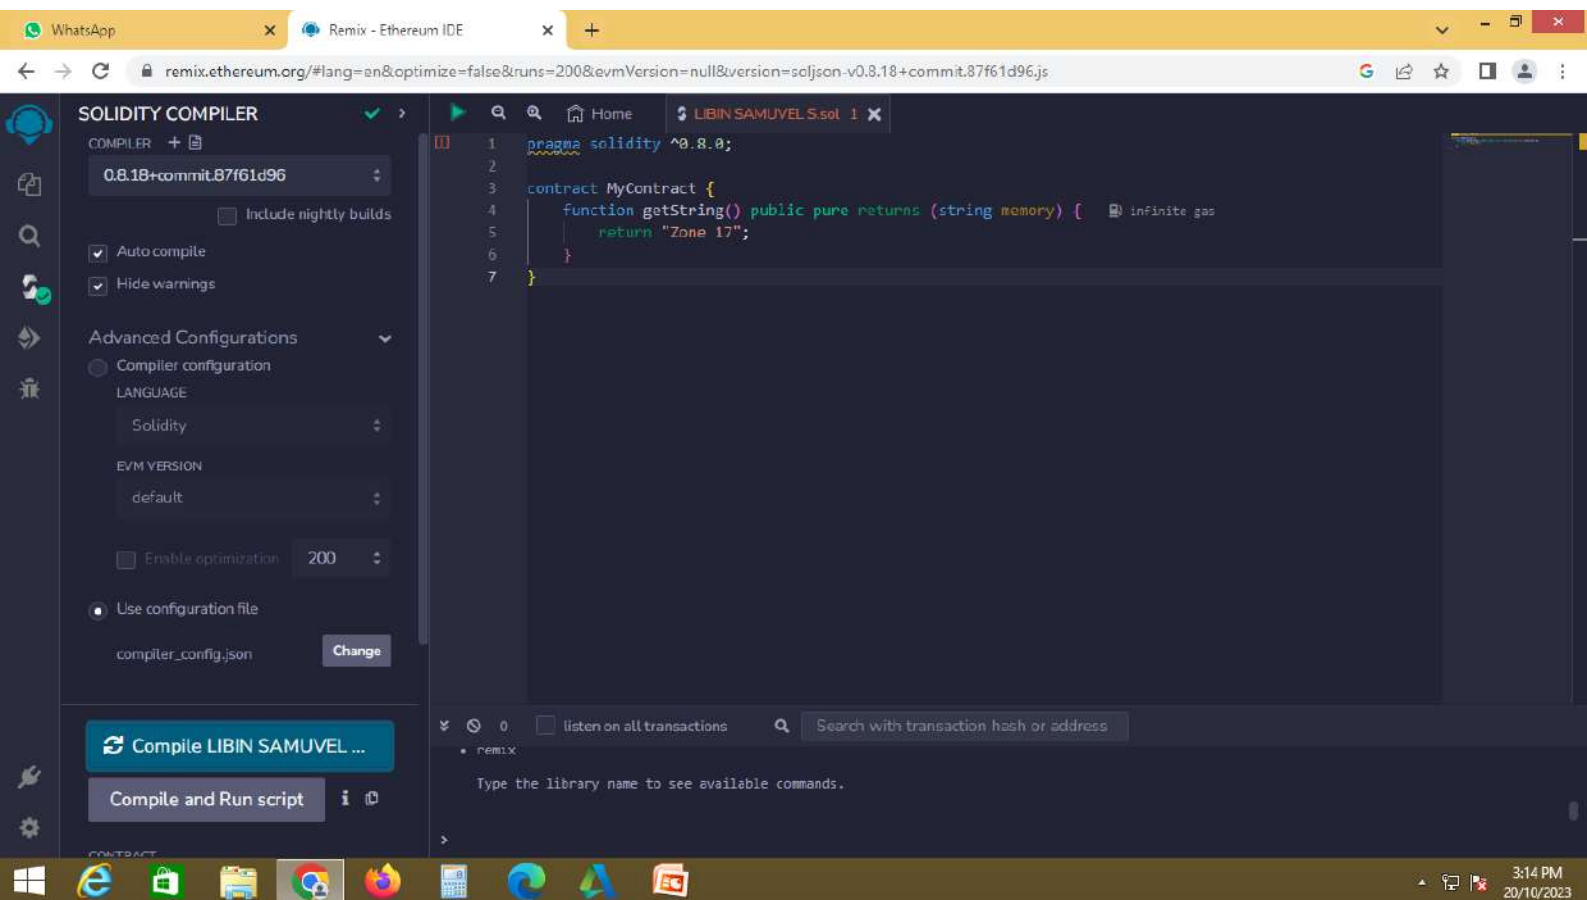 WhatsApp
Remix - Ethereum IDE
remix.ethereum.org/#lang=en&optimize=false&runs=200&evmVersion=null&version=soljson-v0.8.18+commit.87f61d96.js
SOLIDITY COMPILER
COMPILER
0.8.18+commit.87f61d96
Include nightly builds
Auto compile
Hide warnings
Advanced Configurations
Compiler configuration
LANGUAGE
Solidity
EVM VERSION
default
Enable optimization 200
Use configuration file
compiler_config.json Change
Compile LIBIN SAMUVEL ...
Compile and Run script i
CONTRACT
Home LIBIN SAMUVEL S.sol 1
1 pragma solidity ^0.8.0;
2
3 contract MyContract {
4 function getString() public pure returns (string memory) { infinite gas
5 return "Zone 17";
6 }
7 }
0 listen on all transactions Search with transaction hash or address
• remix
Type the library name to see available commands.
>
3:14 PM
20/10/2023